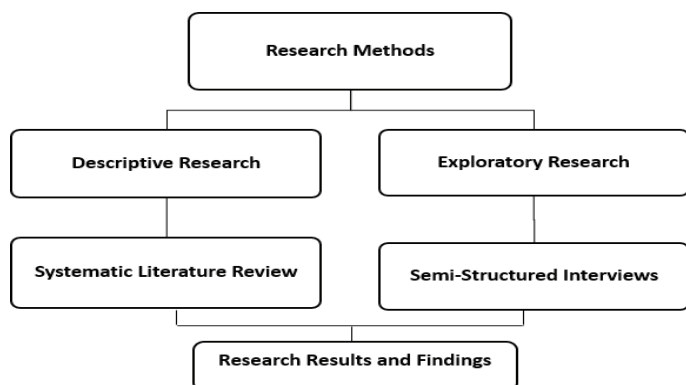 Research Methods
Descriptive Research
Exploratory Research
Systematic Literature Review
Semi-Structured Interviews
Research Results and Findings